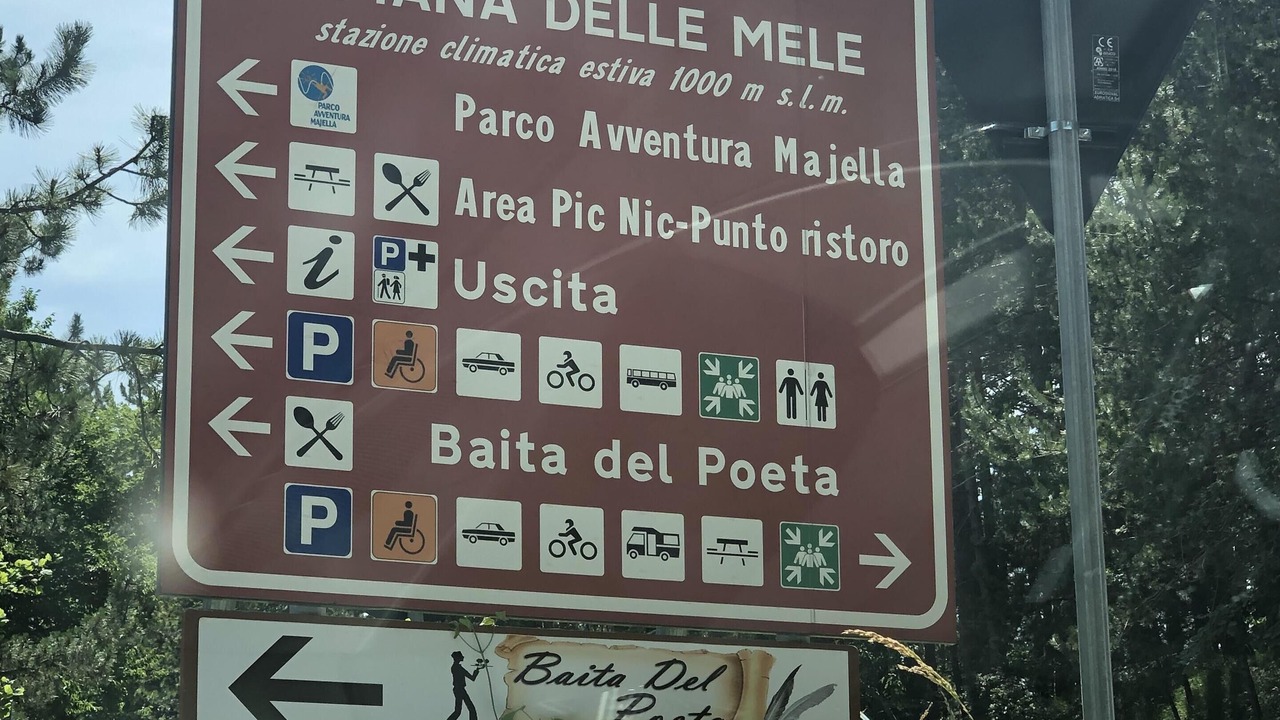 DELLE MELE
stazione climatica estiva 1000 m s.l.m.
PARCO
AVVENTURA
MAJELLA
Parco Avventura Majella
Area Pic Nic-Punto ristoro
i
P
Uscita
P
Baita del Poeta
P
Baita Del
Poeta